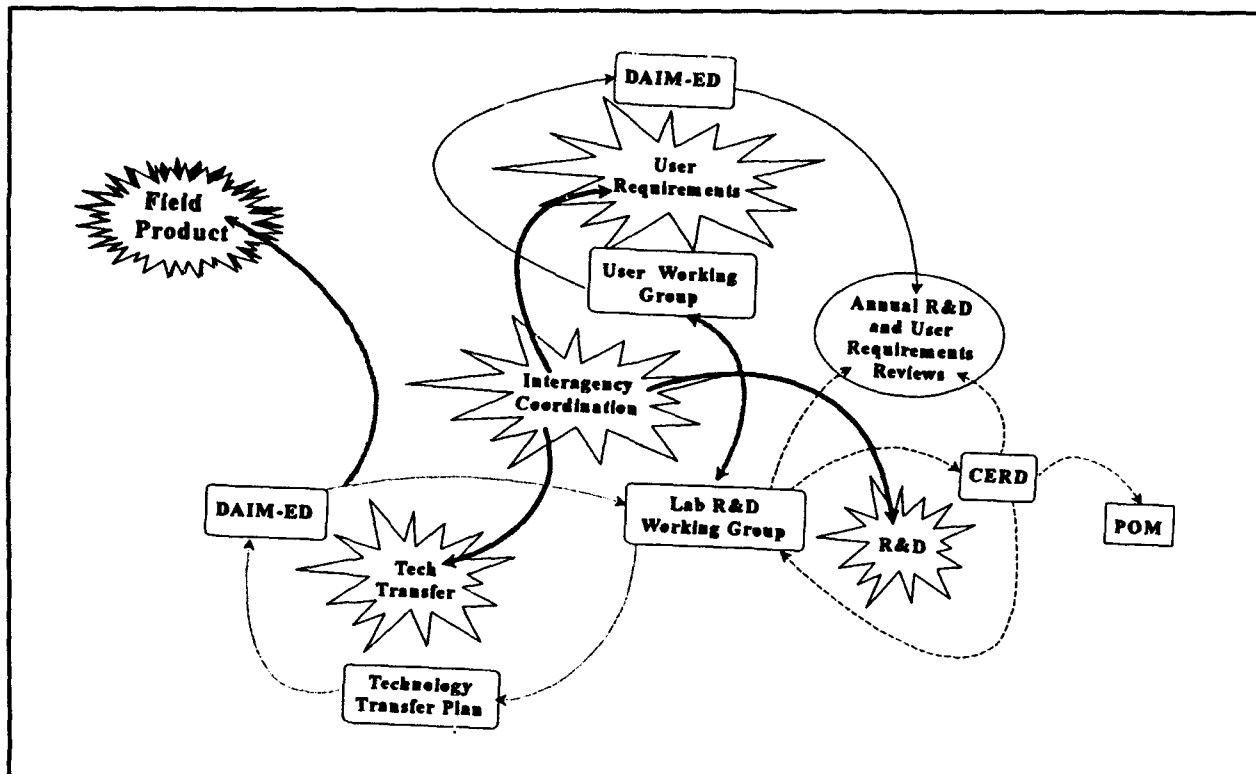 DAIM-ED
User
Requirements
Field
Product
User Working
Group
Annual R&D
and User
Requirements
Reviews
Interagency
Coordination
DAIM-ED
Lab R&D
Working Group
CERD
POM
R&D
Tech
Transfer
Technology
Transfer Plan